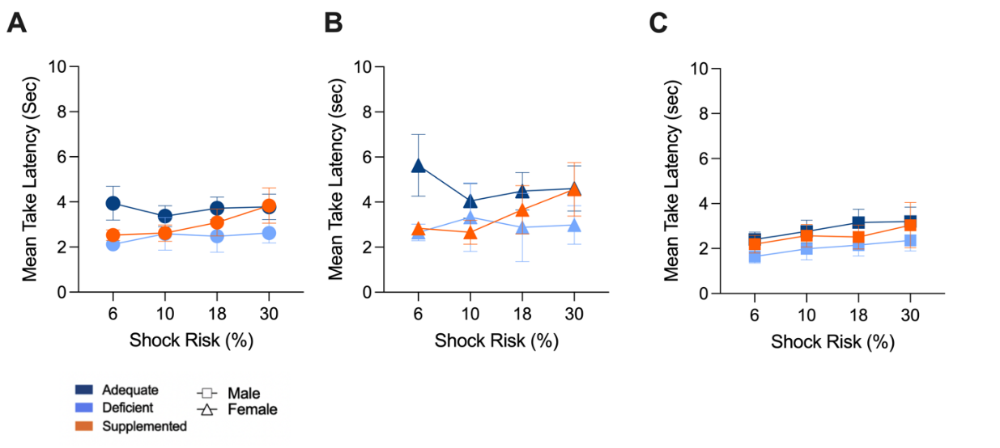 A
B
C
Mean Take Latency (Sec)
10
8
6
4
2
0
6 10 18 30
Shock Risk (%)
Mean Take Latency (sec)
10
8
6
4
2
0
6 10 18 30
Shock Risk (%)
Mean Take Latency (sec)
10
8
6
4
2
0
6 10 18 30
Shock Risk (%)
Adequate
Deficient
Supplemented
Male
Female